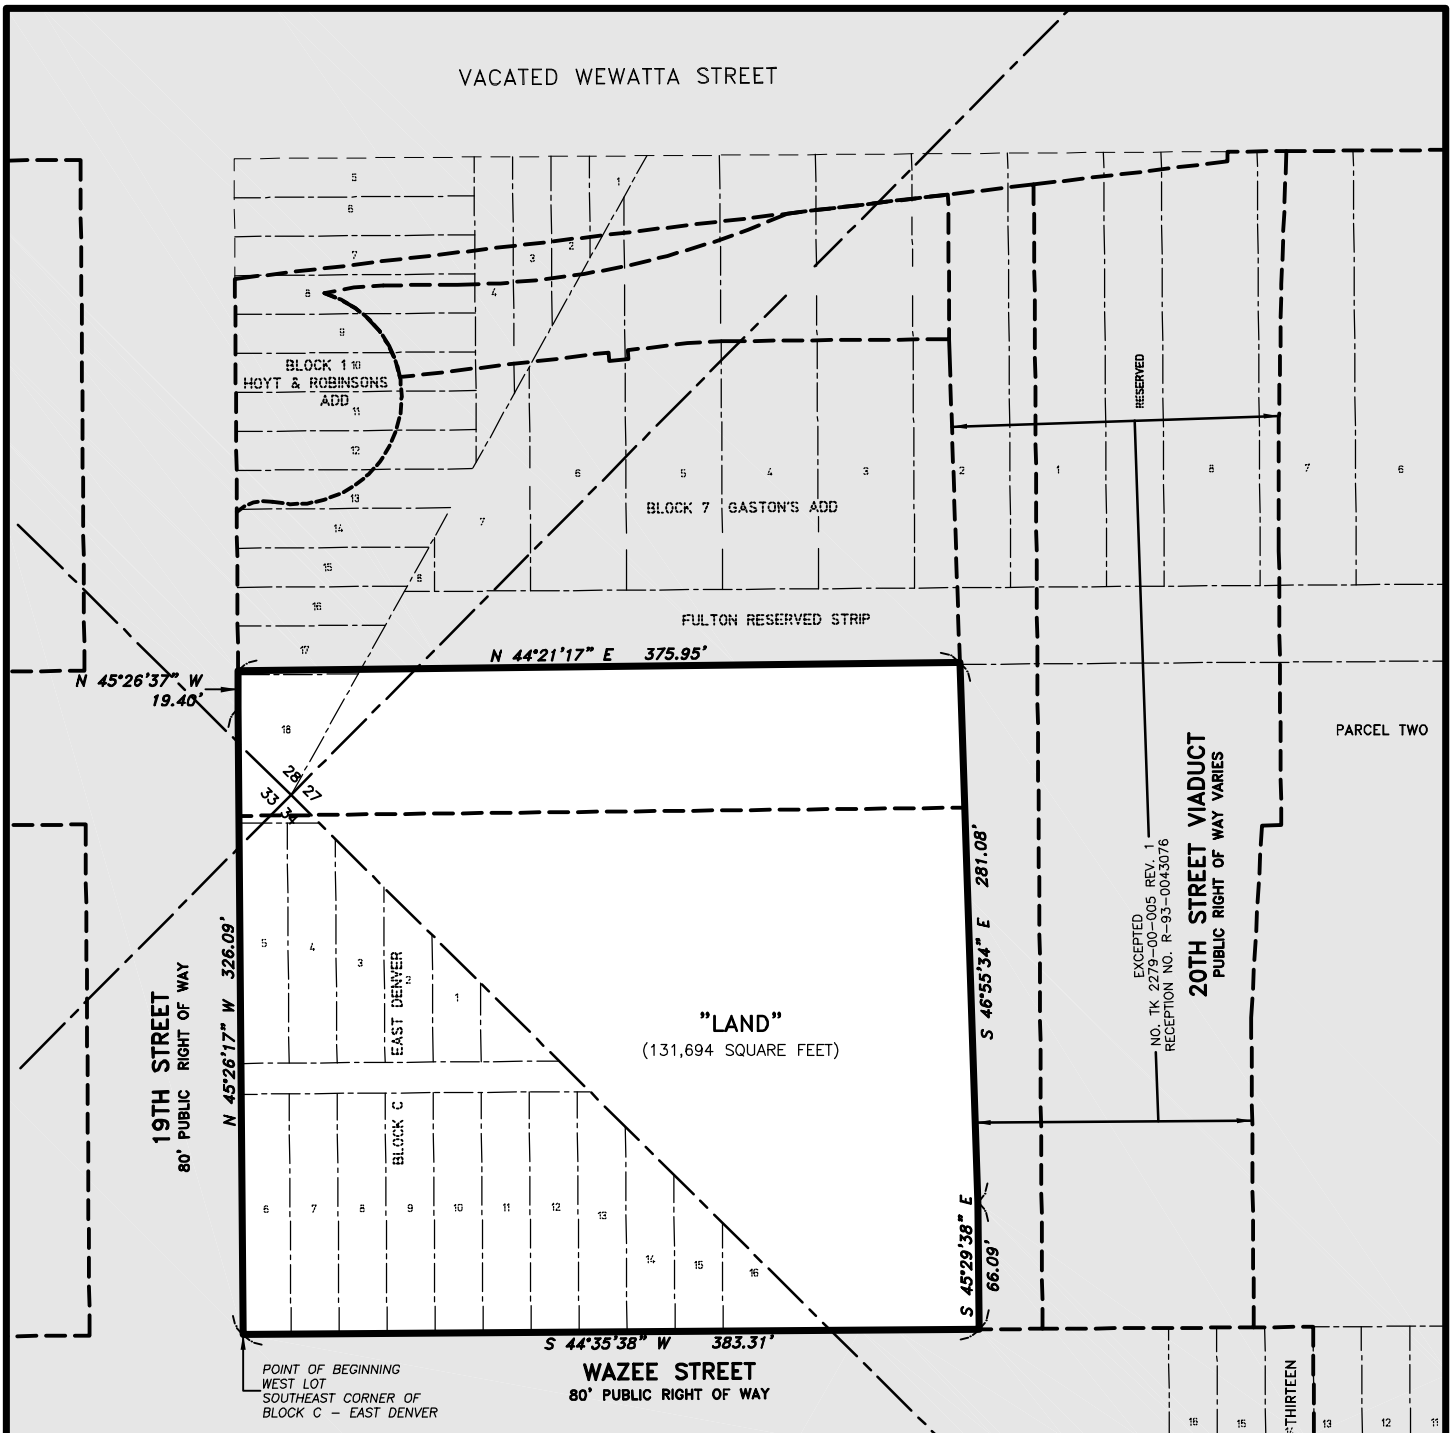 VACATED WEWATTA STREET
5
6
7
8
9
10
11
12
13
14
15
16
17
18
1
2
3
4
BLOCK 1
HOYT & ROBINSONS
ADD
RESERVED
7
8
6
5
4
3
2
1
8
7
6
BLOCK 7 GASTON'S ADD
FULTON RESERVED STRIP
N 44°21'17" E 375.95'
N 45°26'37" W
19.40'
PARCEL TWO
28
27
33
34
N 45°26'17" W 326.09'
19TH STREET
80' PUBLIC RIGHT OF WAY
5
4
3
2
1
BLOCK C EAST DENVER
"LAND"
(131,694 SQUARE FEET)
S 46°55'34" E 281.08'
EXCEPTED
NO. TK 2279-00-005 REV. 1
RECEPTION NO. R-93-0043076
20TH STREET VIADUCT
PUBLIC RIGHT OF WAY VARIES
6
7
8
9
10
11
12
13
14
15
16
S 45°29'38" E
66.09'
S 44°35'38" W 383.31'
WAZEE STREET
80' PUBLIC RIGHT OF WAY
POINT OF BEGINNING
WEST LOT
SOUTHEAST CORNER OF
BLOCK C - EAST DENVER
16
15
THIRTEEN
13
12
11